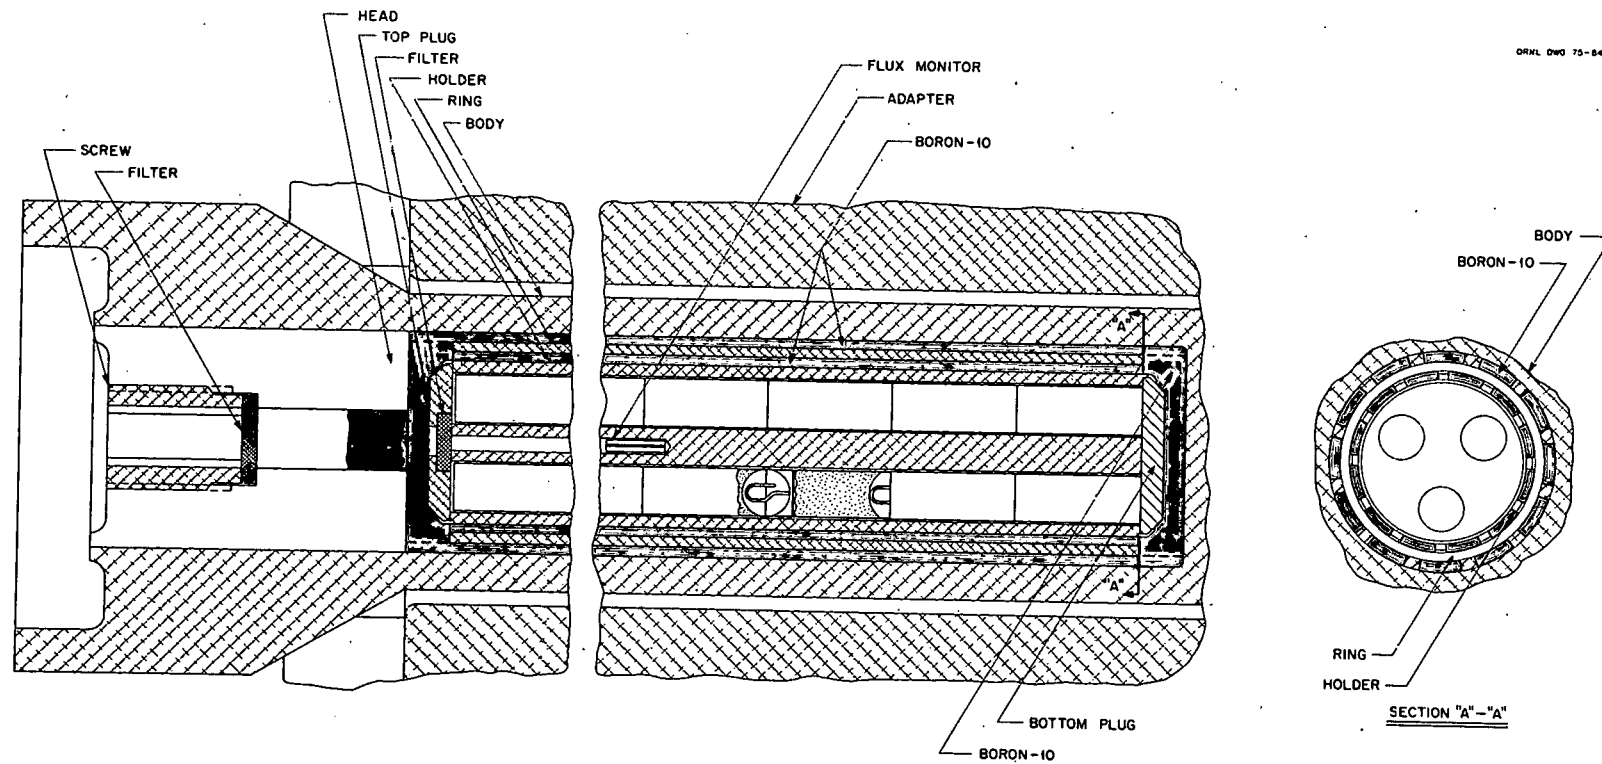 HEAD
TOP PLUG
FILTER
HOLDER
RING
BODY
SCREW
FILTER
FLUX MONITOR
ADAPTER
BORON-10
ORNL DWG 75-84
"A"
"A"
BOTTOM PLUG
BORON-10
BODY
BORON-10
RING
HOLDER
SECTION "A"-"A"